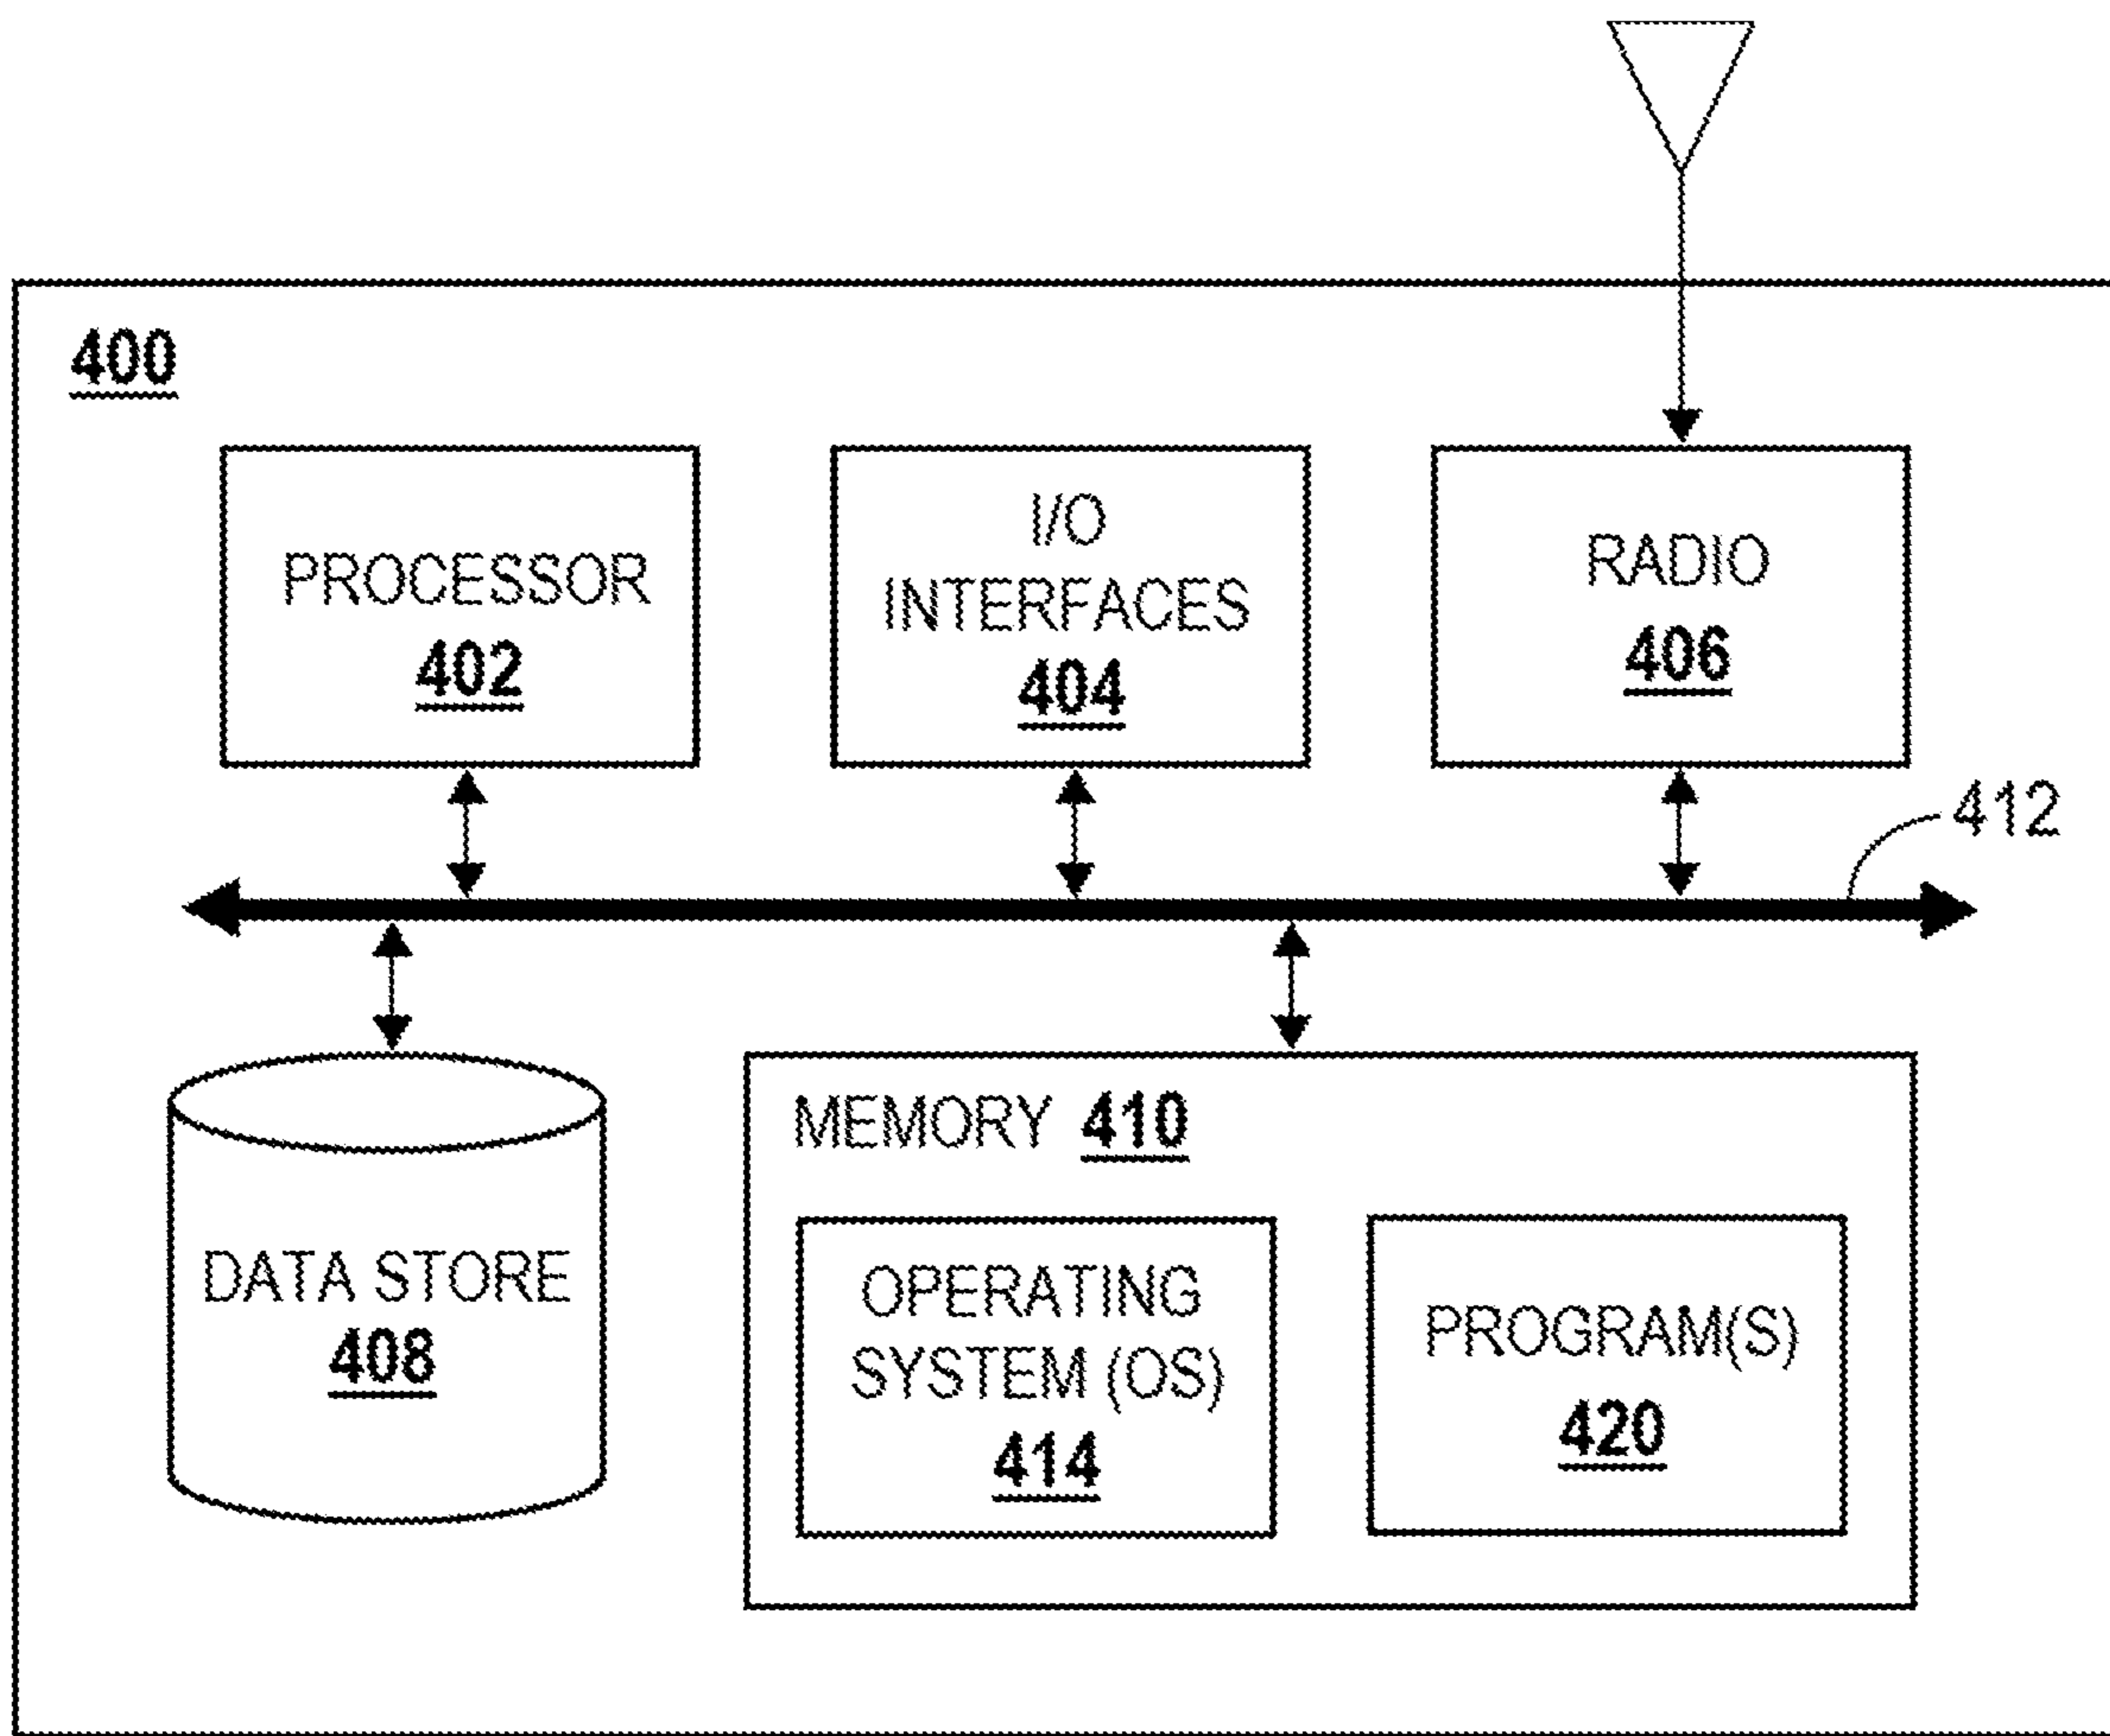 400
PROCESSOR
402
I/O
INTERFACES
404
RADIO
406
412
DATA STORE
408
MEMORY 410
OPERATING
SYSTEM (OS)
414
PROGRAM(S)
420